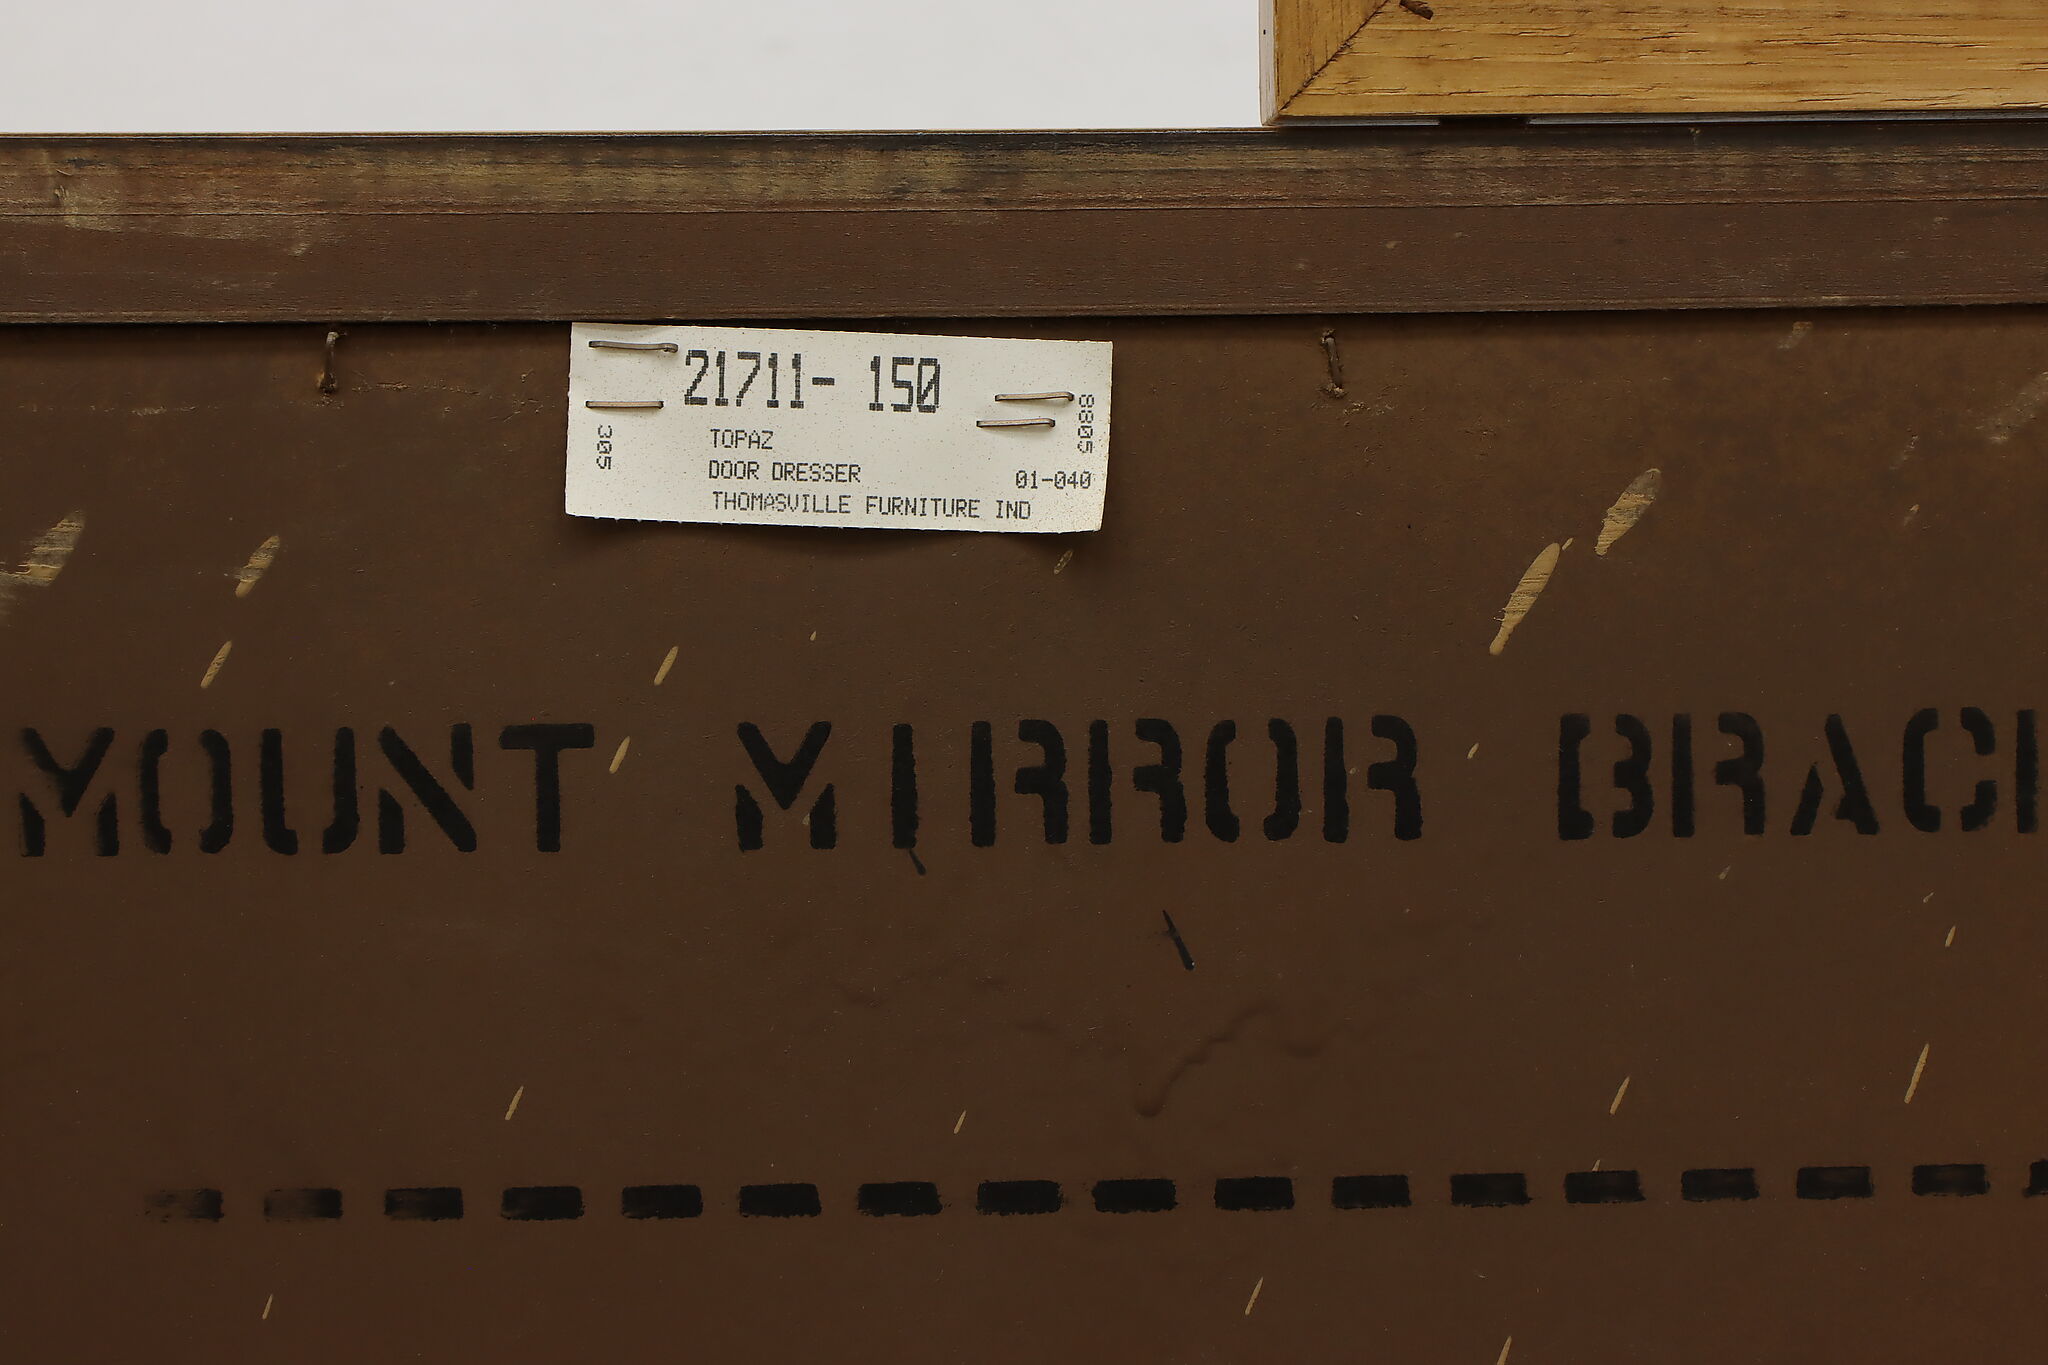 21711- 150
305
8805
TOPAZ
DOOR DRESSER
01-040
THOMASVILLE FURNITURE IND
MOUNT MIRROR BRAC